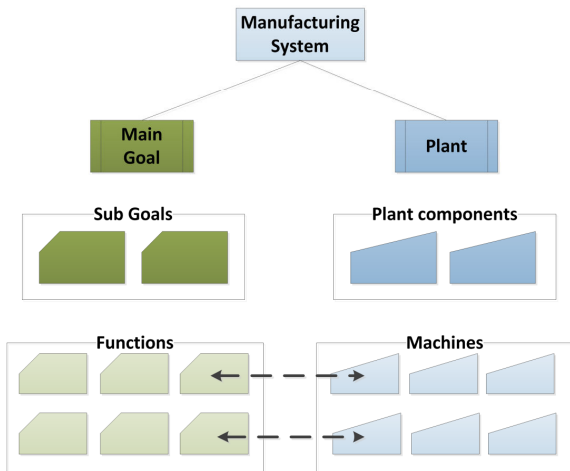 Manufacturing
System
Main
Goal
Plant
Sub Goals
Plant components
Functions
Machines